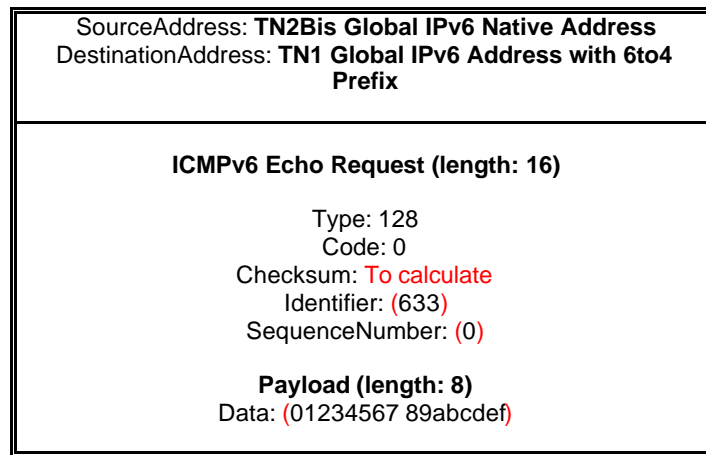 SourceAddress: TN2Bis Global IPv6 Native Address
DestinationAddress: TN1 Global IPv6 Address with 6to4
Prefix
ICMPv6 Echo Request (length: 16)
Type: 128
Code: 0
Checksum: To calculate
Identifier: (633)
SequenceNumber: (0)
Payload (length: 8)
Data: (01234567 89abcdef)